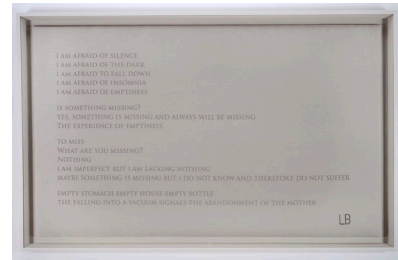 I AM AFRAID OF SILENCE
I AM AFRAID OF THE DARK
I AM AFRAID TO FALL DOWN
I AM AFRAID OF INSOMNIA
I AM AFRAID OF EMPTINESS
IS SOMETHING MISSING?
YES, SOMETHING IS MISSING AND ALWAYS WILL BE MISSING
THE EXPERIENCE OF EMPTINESS
TO MISS
WHAT ARE YOU MISSING?
NOTHING
I AM IMPERFECT BUT I AM LACKING NOTHING
MAYBE SOMETHING IS MISSING BUT I DO NOT KNOW AND THEREFORE DO NOT SUFFER
EMPTY STOMACH EMPTY HOUSE EMPTY BOTTLE
THE FALLING INTO A VACUUM SIGNALS THE ABANDONMENT OF THE MOTHER
LB